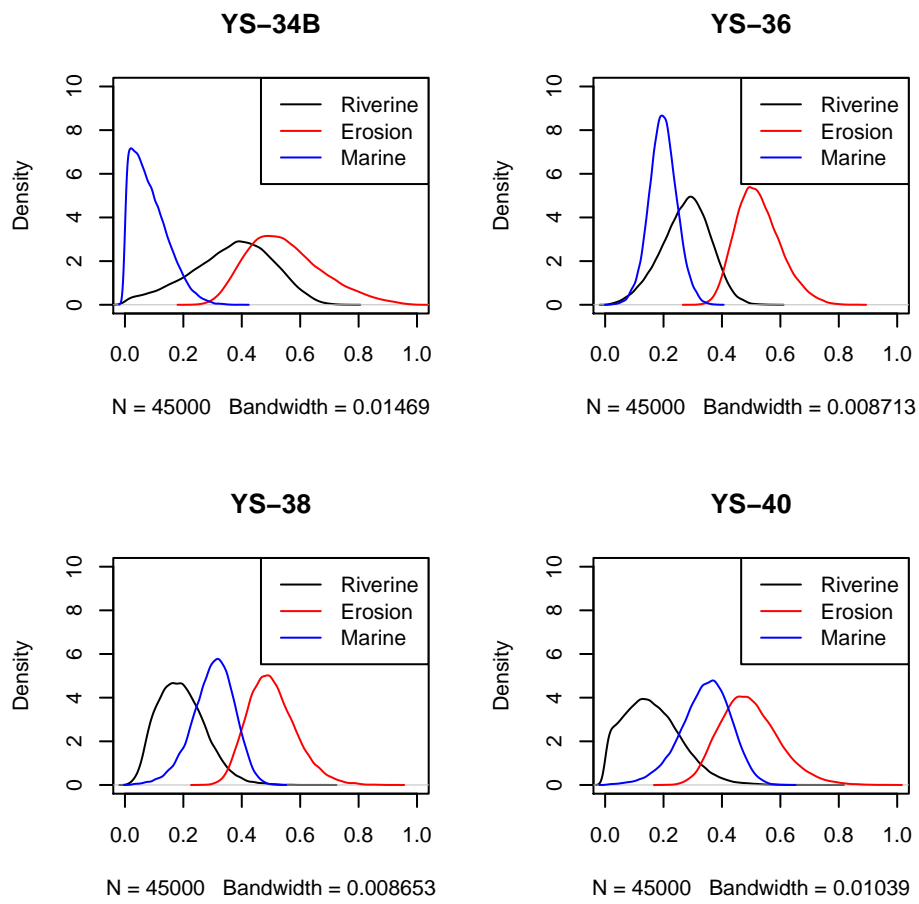 YS−34B
Density
10
8
6
4
2
0
Riverine
Erosion
Marine
0.0 0.2 0.4 0.6 0.8 1.0
N = 45000 Bandwidth = 0.01469
YS−36
Density
10
8
6
4
2
0
Riverine
Erosion
Marine
0.0 0.2 0.4 0.6 0.8 1.0
N = 45000 Bandwidth = 0.008713
YS−38
Density
10
8
6
4
2
0
Riverine
Erosion
Marine
0.0 0.2 0.4 0.6 0.8 1.0
N = 45000 Bandwidth = 0.008653
YS−40
Density
10
8
6
4
2
0
Riverine
Erosion
Marine
0.0 0.2 0.4 0.6 0.8 1.0
N = 45000 Bandwidth = 0.01039